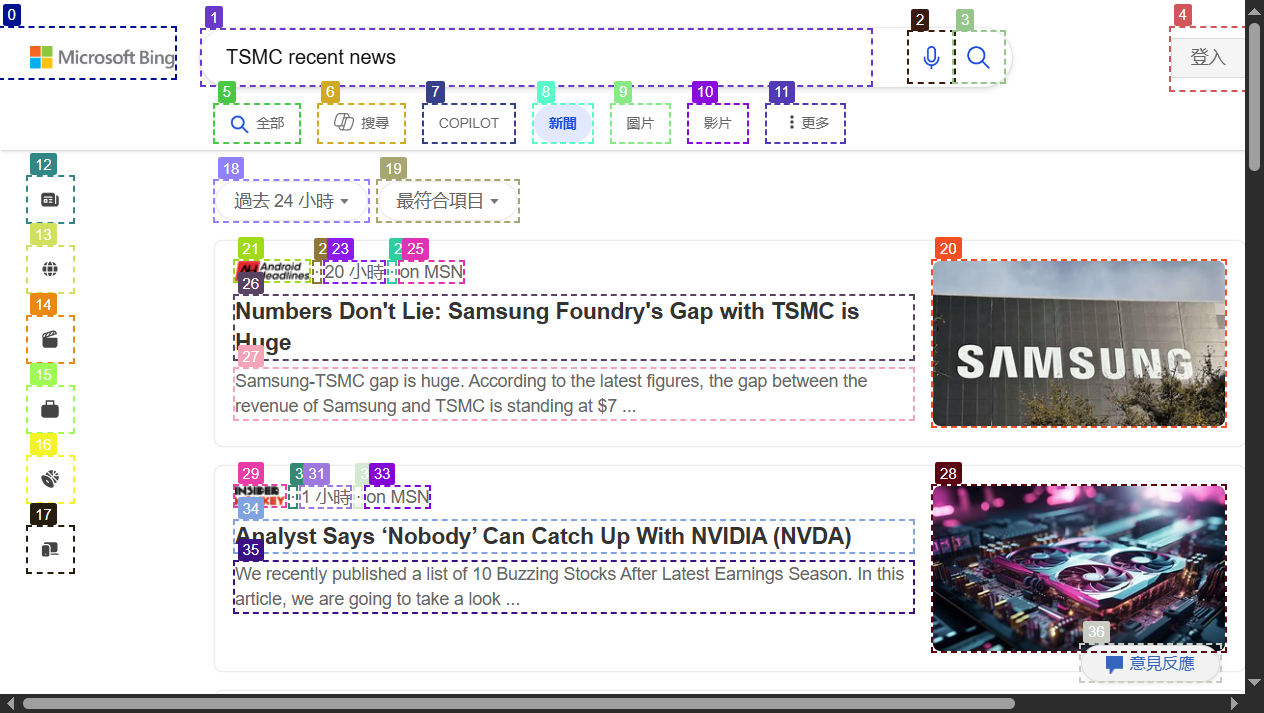 0
1
2
3
4
Microsoft Bing
TSMC recent news
登入
5
6
7
8
9
10
11
全部
搜尋
COPILOT
新聞
圖片
影片
更多
12
13
14
15
16
17
18
19
過去 24 小時
最符合項目
21
23
25
20
Android
Headlines
· 20 小時 · on MSN
26
Numbers Don't Lie: Samsung Foundry's Gap with TSMC is
Huge
27
Samsung-TSMC gap is huge. According to the latest figures, the gap between the
revenue of Samsung and TSMC is standing at $7 ...
SAMSUNG
29
31
33
28
INSIDER
· 1 小時 · on MSN
34
Analyst Says ‘Nobody’ Can Catch Up With NVIDIA (NVDA)
35
We recently published a list of 10 Buzzing Stocks After Latest Earnings Season. In this
article, we are going to take a look ...
36
意見反應